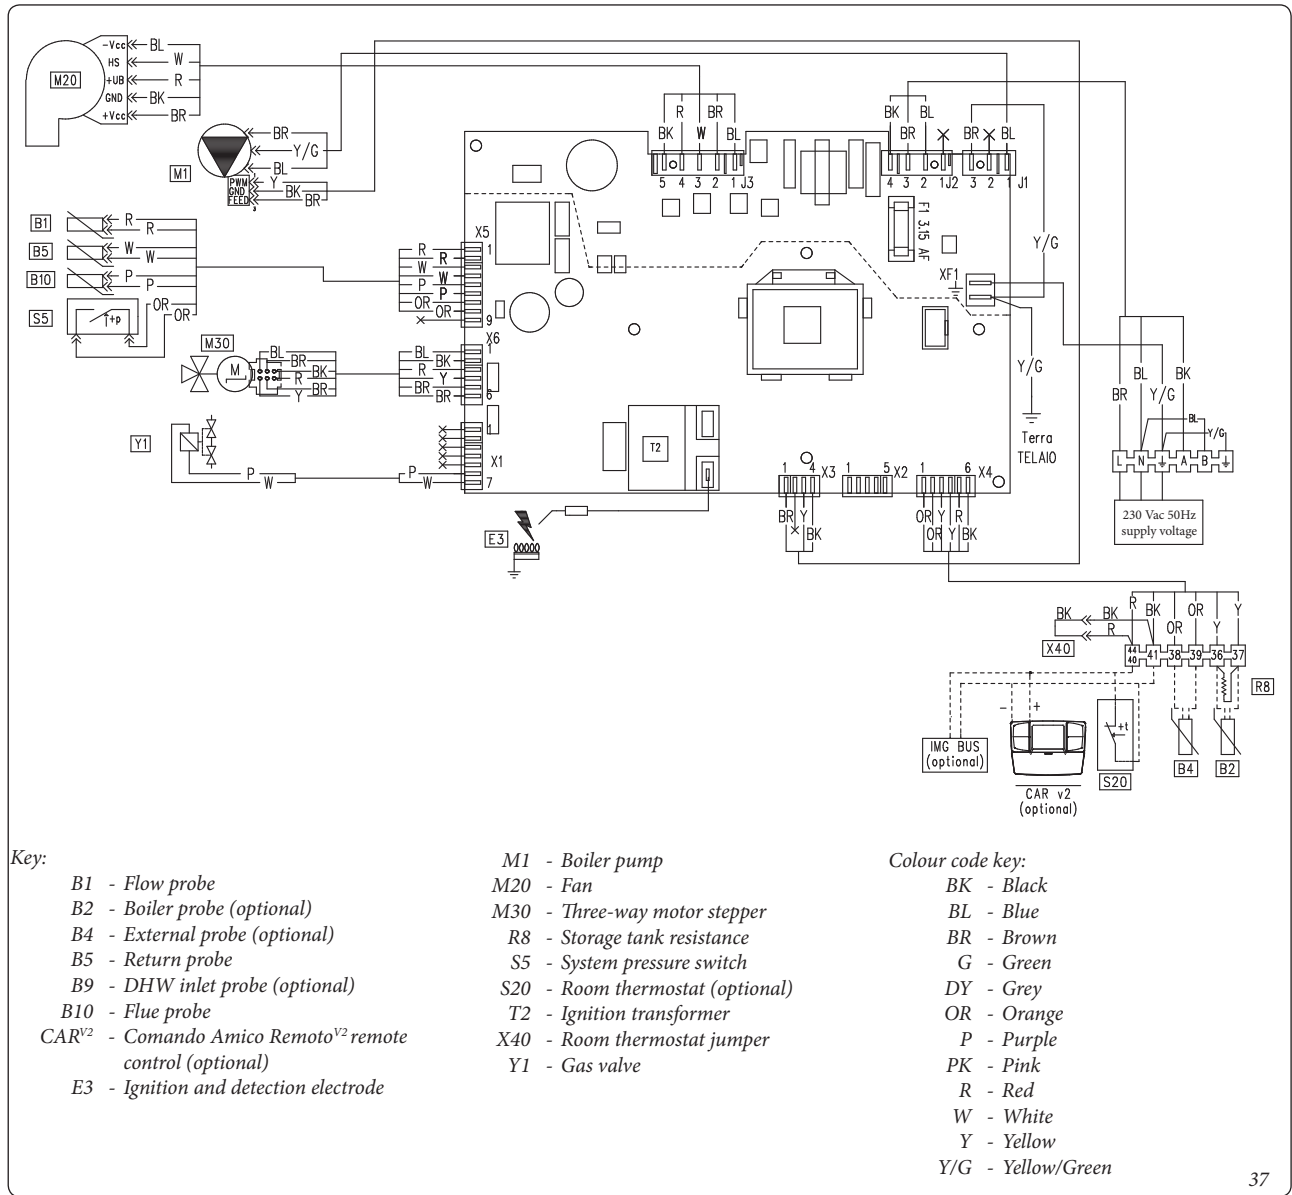 -Vcc BL
HS W
M20 +UB R
GND BK
+Vcc BR
BR
Y/G
BL
M1 PWM Y
GND BK
FEED BR
3
B1 R
R
B5 W
W
B10 P
P
S5 OR
OR
↑+p
M30
M
BL
BR
BK
R
BR
Y
Y1
P
W
P
W
X5
1
R
R
W
W
P
P
OR
OR
9
X6
1
BL
BK
R
Y
BR
BR
6
1
X1
7
R BR
BK W BL
5 4 3 2 1 J3
BK BL
BR
4 3 2 1 J2
BR BL
3 2 1 J1
F1 3.15 AF
XF1
Y/G
Y/G
Terra
TELAIO
T2
E3
1 4 X3
BR Y
BK
1 5 X2
1 6 X4
OR Y R
OR Y BK
BL BK
BR Y/G
BL
Y/G
L N A B
230 Vac 50Hz
supply voltage
R BK OR Y
OR Y
BK BK
R
X40
44
40 41 38 39 36 37
R8
- +
+t
IMG BUS
(optional)
S20
B4 B2
CAR v2
(optional)
Key:
B1 - Flow probe
B2 - Boiler probe (optional)
B4 - External probe (optional)
B5 - Return probe
B9 - DHW inlet probe (optional)
B10 - Flue probe
CARV2 - Comando Amico RemotoV2 remote
control (optional)
E3 - Ignition and detection electrode
M1 - Boiler pump
M20 - Fan
M30 - Three-way motor stepper
R8 - Storage tank resistance
S5 - System pressure switch
S20 - Room thermostat (optional)
T2 - Ignition transformer
X40 - Room thermostat jumper
Y1 - Gas valve
Colour code key:
BK - Black
BL - Blue
BR - Brown
G - Green
DY - Grey
OR - Orange
P - Purple
PK - Pink
R - Red
W - White
Y - Yellow
Y/G - Yellow/Green
37